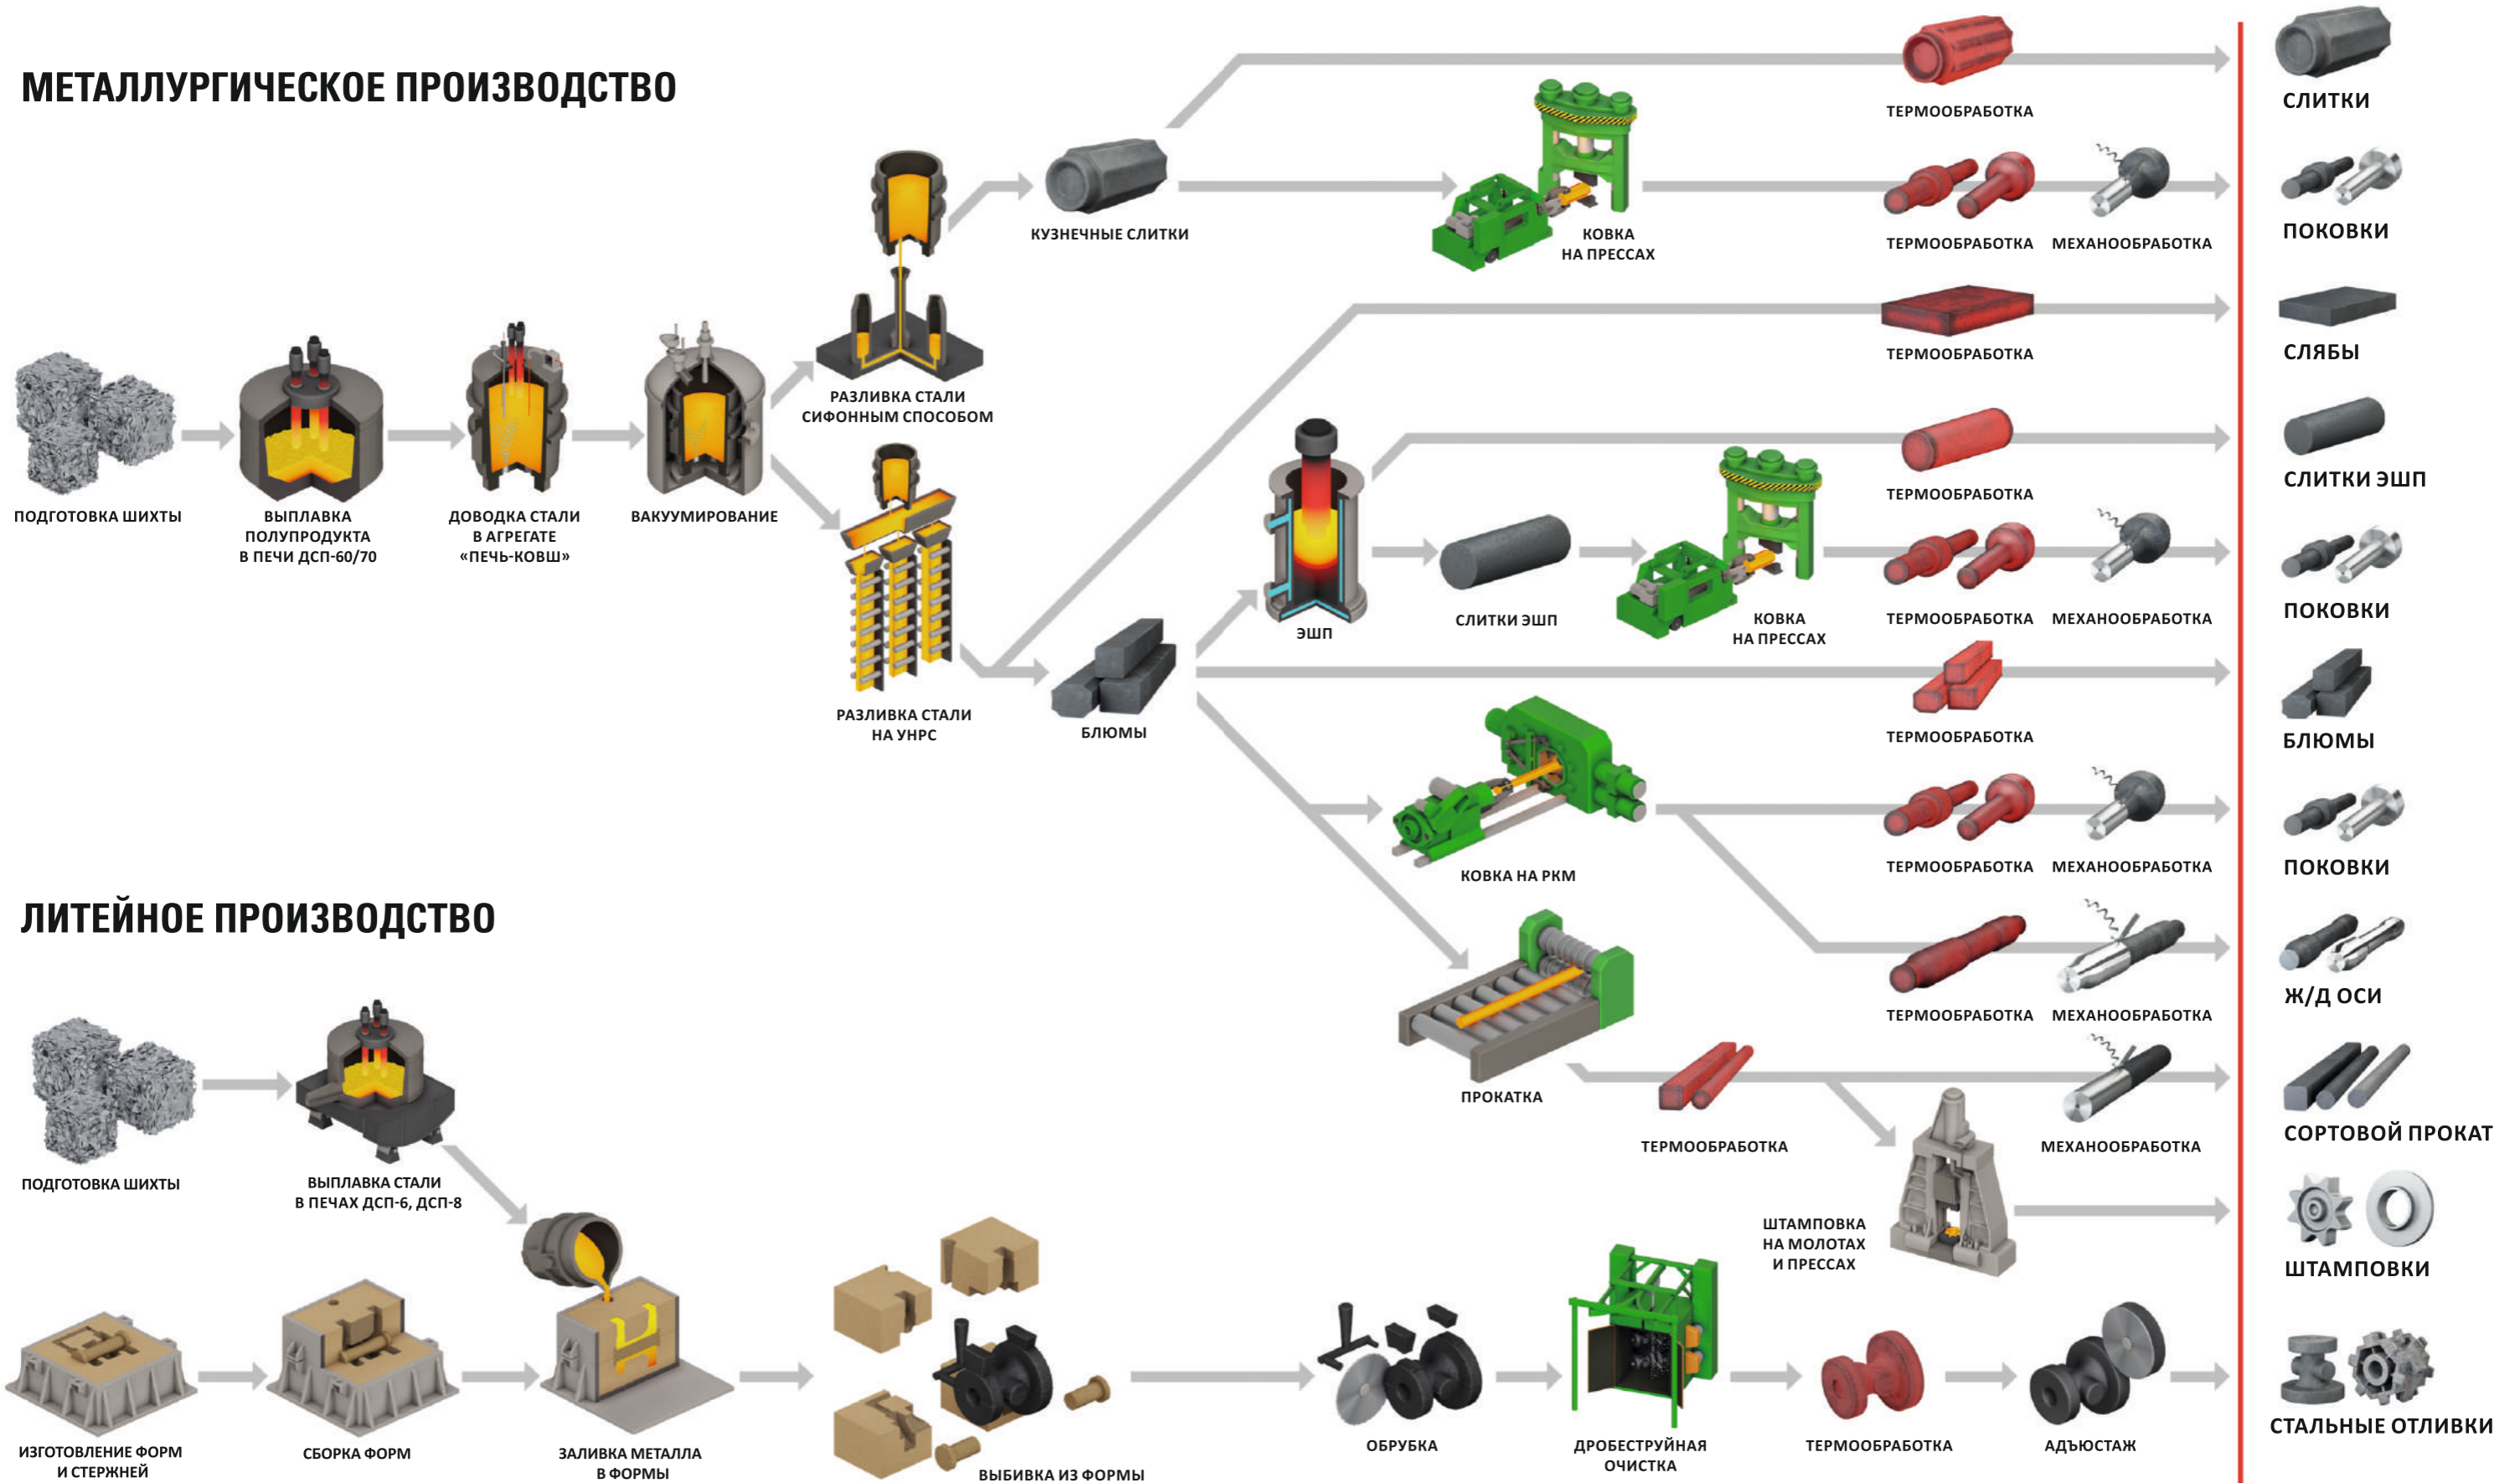 МЕТАЛЛУРГИЧЕСКОЕ ПРОИЗВОДСТВО
ПОДГОТОВКА ШИХТЫ
ВЫПЛАВКА
ПОЛУПРОДУКТА
В ПЕЧИ ДСП-60/70
ДОВОДКА СТАЛИ
В АГРЕГАТЕ
«ПЕЧЬ-КОВШ»
ВАКУУМИРОВАНИЕ
РАЗЛИВКА СТАЛИ
СИФОННЫМ СПОСОБОМ
РАЗЛИВКА СТАЛИ
НА УНРС
КУЗНЕЧНЫЕ СЛИТКИ
БЛЮМЫ
ТЕРМООБРАБОТКА
СЛИТКИ
КОВКА
НА ПРЕССАХ
ТЕРМООБРАБОТКА
МЕХАНООБРАБОТКА
ПОКОВКИ
ТЕРМООБРАБОТКА
СЛЯБЫ
ЭШП
ТЕРМООБРАБОТКА
СЛИТКИ ЭШП
СЛИТКИ ЭШП
КОВКА
НА ПРЕССАХ
ТЕРМООБРАБОТКА
МЕХАНООБРАБОТКА
ПОКОВКИ
ТЕРМООБРАБОТКА
БЛЮМЫ
КОВКА НА РКМ
ТЕРМООБРАБОТКА
МЕХАНООБРАБОТКА
ПОКОВКИ
ТЕРМООБРАБОТКА
МЕХАНООБРАБОТКА
Ж/Д ОСИ
ПРОКАТКА
ТЕРМООБРАБОТКА
МЕХАНООБРАБОТКА
СОРТОВОЙ ПРОКАТ
ШТАМПОВКА
НА МОЛОТАХ
И ПРЕССАХ
ШТАМПОВКИ
ЛИТЕЙНОЕ ПРОИЗВОДСТВО
ПОДГОТОВКА ШИХТЫ
ВЫПЛАВКА СТАЛИ
В ПЕЧАХ ДСП-6, ДСП-8
ИЗГОТОВЛЕНИЕ ФОРМ
И СТЕРЖНЕЙ
СБОРКА ФОРМ
ЗАЛИВКА МЕТАЛЛА
В ФОРМЫ
ВЫБИВКА ИЗ ФОРМЫ
ОБРУБКА
ДРОБЕСТРУЙНАЯ
ОЧИСТКА
ТЕРМООБРАБОТКА
АДЪЮСТАЖ
СТАЛЬНЫЕ ОТЛИВКИ